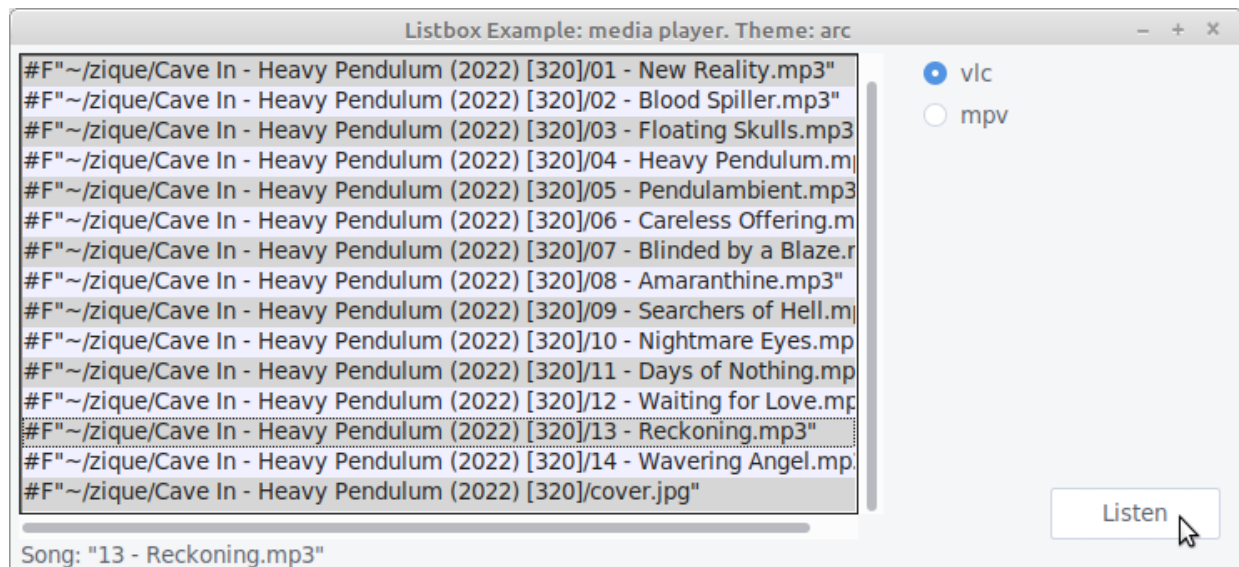 Listbox Example: media player. Theme: arc
#F"~/zique/Cave In - Heavy Pendulum (2022) [320]/01 - New Reality.mp3"
#F"~/zique/Cave In - Heavy Pendulum (2022) [320]/02 - Blood Spiller.mp3"
#F"~/zique/Cave In - Heavy Pendulum (2022) [320]/03 - Floating Skulls.mp3
#F"~/zique/Cave In - Heavy Pendulum (2022) [320]/04 - Heavy Pendulum.m
#F"~/zique/Cave In - Heavy Pendulum (2022) [320]/05 - Pendulambient.mp3
#F"~/zique/Cave In - Heavy Pendulum (2022) [320]/06 - Careless Offering.m
#F"~/zique/Cave In - Heavy Pendulum (2022) [320]/07 - Blinded by a Blaze.
#F"~/zique/Cave In - Heavy Pendulum (2022) [320]/08 - Amaranthine.mp3"
#F"~/zique/Cave In - Heavy Pendulum (2022) [320]/09 - Searchers of Hell.m
#F"~/zique/Cave In - Heavy Pendulum (2022) [320]/10 - Nightmare Eyes.mp
#F"~/zique/Cave In - Heavy Pendulum (2022) [320]/11 - Days of Nothing.mp
#F"~/zique/Cave In - Heavy Pendulum (2022) [320]/12 - Waiting for Love.mp
#F"~/zique/Cave In - Heavy Pendulum (2022) [320]/13 - Reckoning.mp3"
#F"~/zique/Cave In - Heavy Pendulum (2022) [320]/14 - Wavering Angel.mp
#F"~/zique/Cave In - Heavy Pendulum (2022) [320]/cover.jpg"
vlc
mpv
Listen
Song: "13 - Reckoning.mp3"